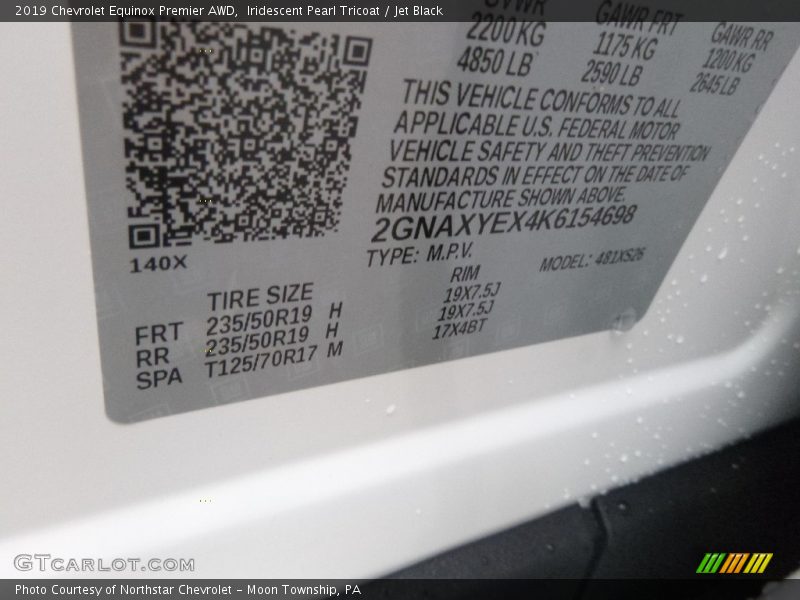 2019 Chevrolet Equinox Premier AWD, Iridescent Pearl Tricoat / Jet Black
GVWR GAWR FRT GAWR RR
2200 KG 1175 KG 1200 KG
4850 LB 2590 LB 2645 LB
THIS VEHICLE CONFORMS TO ALL
APPLICABLE U.S. FEDERAL MOTOR
VEHICLE SAFETY AND THEFT PREVENTION
STANDARDS IN EFFECT ON THE DATE OF
MANUFACTURE SHOWN ABOVE.
2GNAXYEX4K6154698
140X
TYPE: M.P.V. MODEL: 481XS26
TIRE SIZE RIM
FRT 235/50R19 H 19X7.5J
RR 235/50R19 H 19X7.5J
SPA T125/70R17 M 17X4BT
GTCARLOT.COM
Photo Courtesy of Northstar Chevrolet - Moon Township, PA